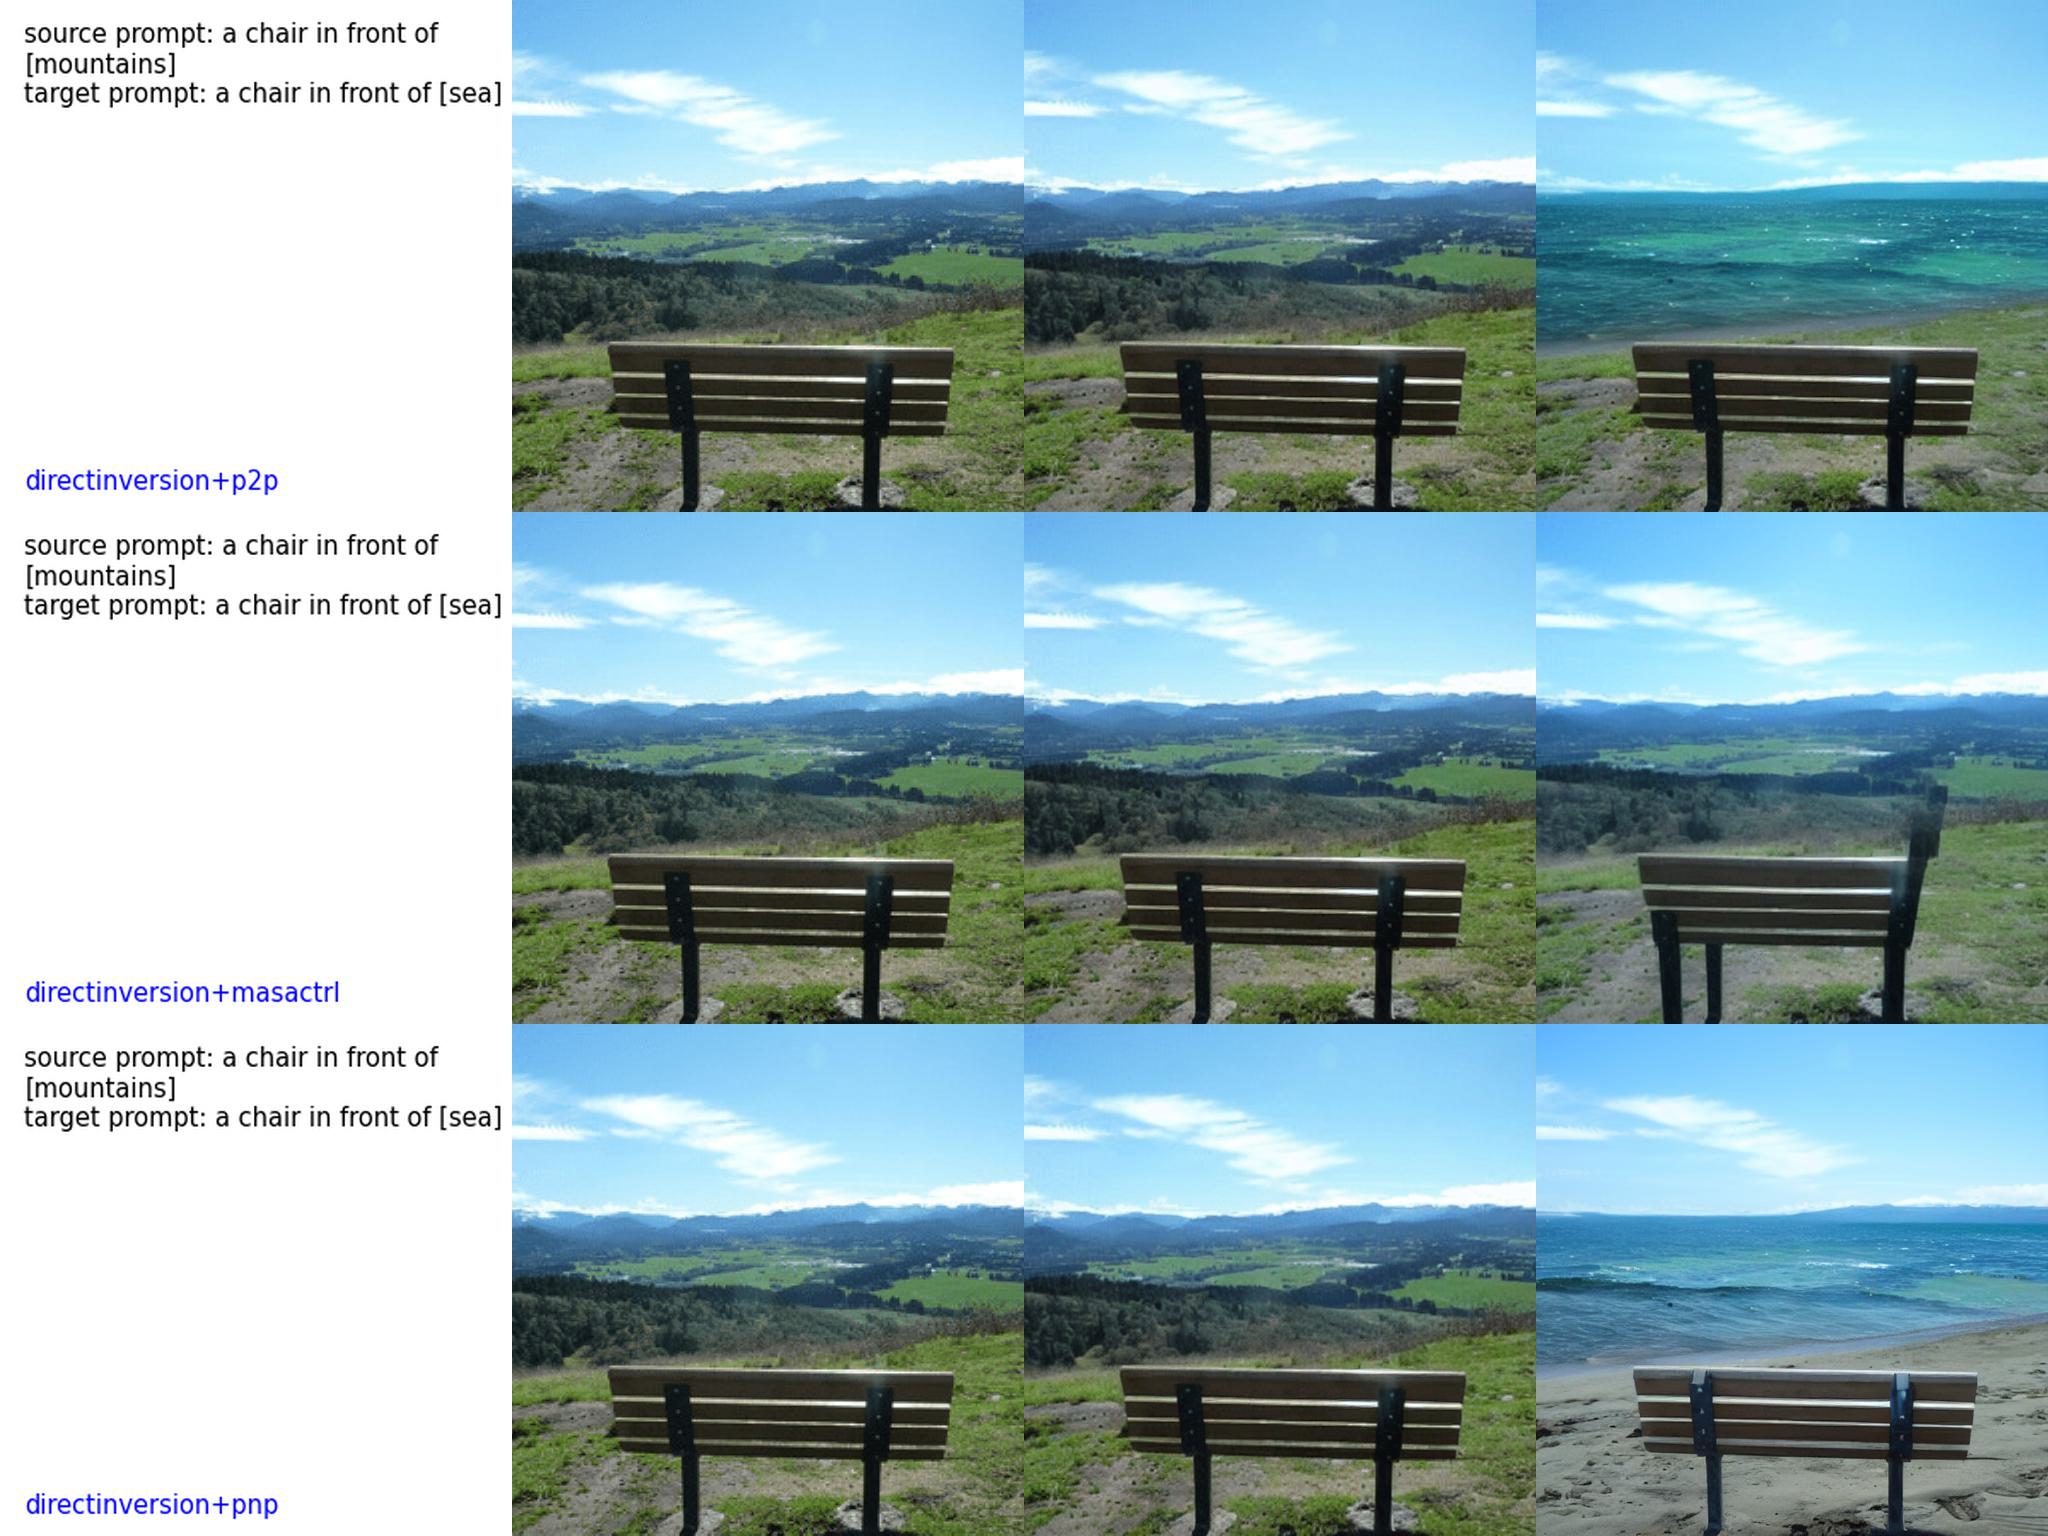 source prompt: a chair in front of
[mountains]
target prompt: a chair in front of [sea]
directinversion+p2p
source prompt: a chair in front of
[mountains]
target prompt: a chair in front of [sea]
directinversion+masactrl
source prompt: a chair in front of
[mountains]
target prompt: a chair in front of [sea]
directinversion+pnp